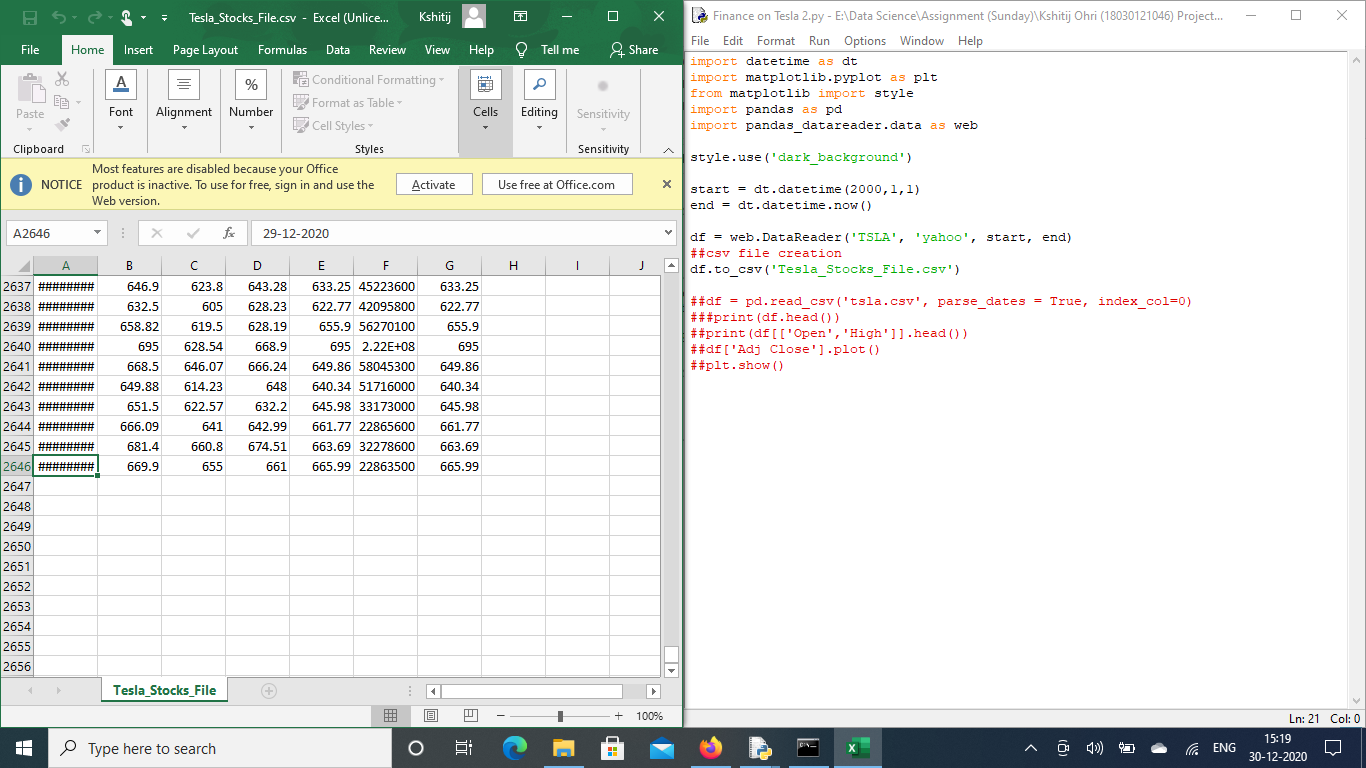 Tesla_Stocks_File.csv - Excel (Unlice... Kshitij
File Home Insert Page Layout Formulas Data Review View Help Tell me Share
Paste
Clipboard
Font
Alignment
%
Number
Conditional Formatting
Format as Table
Cell Styles
Styles
Cells
Editing
Sensitivity
Sensitivity
NOTICE
Most features are disabled because your Office
product is inactive. To use for free, sign in and use the
Web version.
Activate
Use free at Office.com
A2646 fx 29-12-2020
A B C D E F G H I J
2637 ######## 646.9 623.8 643.28 633.25 45223600 633.25
2638 ######## 632.5 605 628.23 622.77 42095800 622.77
2639 ######## 658.82 619.5 628.19 655.9 56270100 655.9
2640 ######## 695 628.54 668.9 695 2.22E+08 695
2641 ######## 668.5 646.07 666.24 649.86 58045300 649.86
2642 ######## 649.88 614.23 648 640.34 51716000 640.34
2643 ######## 651.5 622.57 632.2 645.98 33173000 645.98
2644 ######## 666.09 641 642.99 661.77 22865600 661.77
2645 ######## 681.4 660.8 674.51 663.69 32278600 663.69
2646 ######## 669.9 655 661 665.99 22863500 665.99
2647
2648
2649
2650
2651
2652
2653
2654
2655
2656
Tesla_Stocks_File
100%
Finance on Tesla 2.py - E:\Data Science\Assignment (Sunday)\Kshitij Ohri (18030121046) Project...
File Edit Format Run Options Window Help
import datetime as dt
import matplotlib.pyplot as plt
from matplotlib import style
import pandas as pd
import pandas_datareader.data as web
style.use('dark_background')
start = dt.datetime(2000,1,1)
end = dt.datetime.now()
df = web.DataReader('TSLA', 'yahoo', start, end)
##csv file creation
df.to_csv('Tesla_Stocks_File.csv')
##df = pd.read_csv('tsla.csv', parse_dates = True, index_col=0)
###print(df.head())
##print(df[['Open','High']].head())
##df['Adj Close'].plot()
##plt.show()
Ln: 21 Col: 0
Type here to search
ENG
15:19
30-12-2020